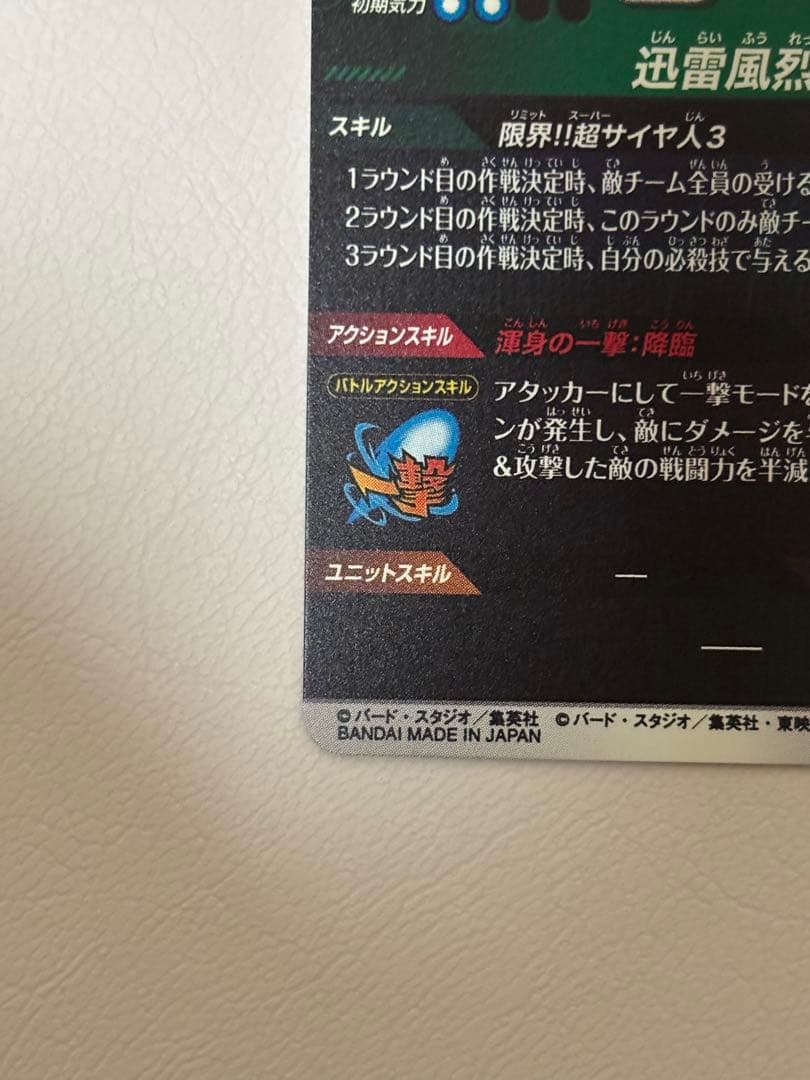 初期気力
じん らい ふう れっ
迅雷風烈
スキル
リミット スーパー じん
限界!!超サイヤ人3
め さくせんけっていじ てき ぜんいん う
1ラウンド目の作戦決定時、敵チーム全員の受ける
め さくせんけっていじ てき
2ラウンド目の作戦決定時、このラウンドのみ敵チー
め さくせんけっていじ じぶん ひっさつわざ あた
3ラウンド目の作戦決定時、自分の必殺技で与える
アクションスキル
こんしん いちげき こうりん
渾身の一撃:降臨
バトルアクションスキル
いちげき
アタッカーにして一撃モードを
はっせい てき
ンが発生し、敵にダメージを
こうげき てき せんとうりょく はんげん
&攻撃した敵の戦闘力を半減
一撃
ユニットスキル
—
—
©バード・スタジオ/集英社 ©バード・スタジオ/集英社・東映
BANDAI MADE IN JAPAN